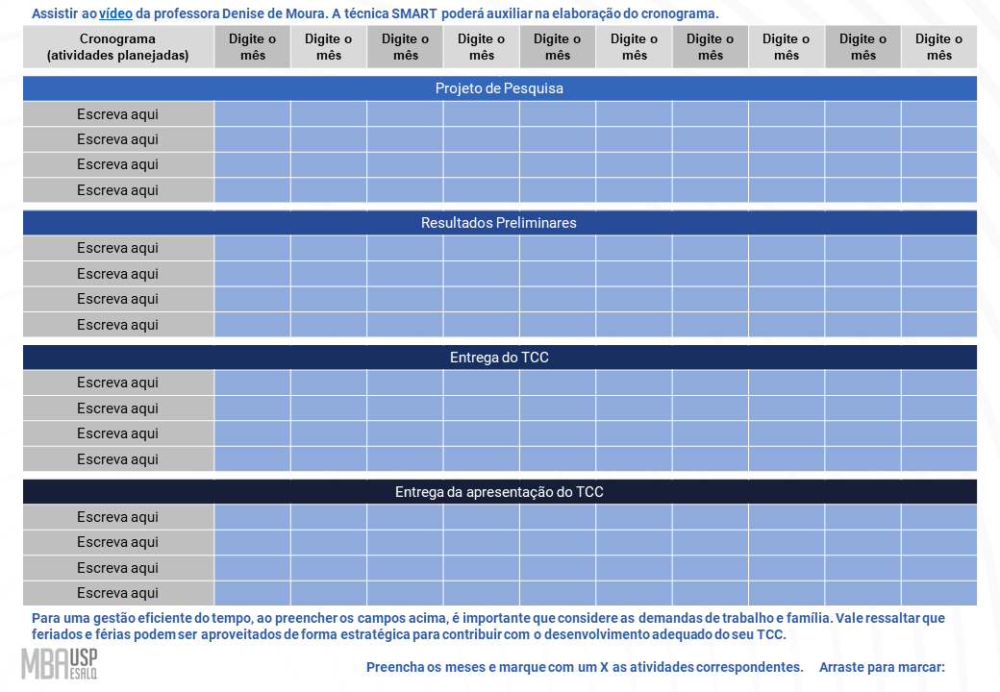 Assistir ao vídeo da professora Denise de Moura. A técnica SMART poderá auxiliar na elaboração do cronograma.
Cronograma (atividades planejadas) Digite o mês Digite o mês Digite o mês Digite o mês Digite o mês Digite o mês Digite o mês Digite o mês Digite o mês Digite o mês
Projeto de Pesquisa
Escreva aqui
Escreva aqui
Escreva aqui
Escreva aqui
Resultados Preliminares
Escreva aqui
Escreva aqui
Escreva aqui
Escreva aqui
Entrega do TCC
Escreva aqui
Escreva aqui
Escreva aqui
Escreva aqui
Entrega da apresentação do TCC
Escreva aqui
Escreva aqui
Escreva aqui
Escreva aqui
Para uma gestão eficiente do tempo, ao preencher os campos acima, é importante que considere as demandas de trabalho e família. Vale ressaltar que
feriados e férias podem ser aproveitados de forma estratégica para contribuir com o desenvolvimento adequado do seu TCC.
MBA USP ESALQ
Preencha os meses e marque com um X as atividades correspondentes. Arraste para marcar: